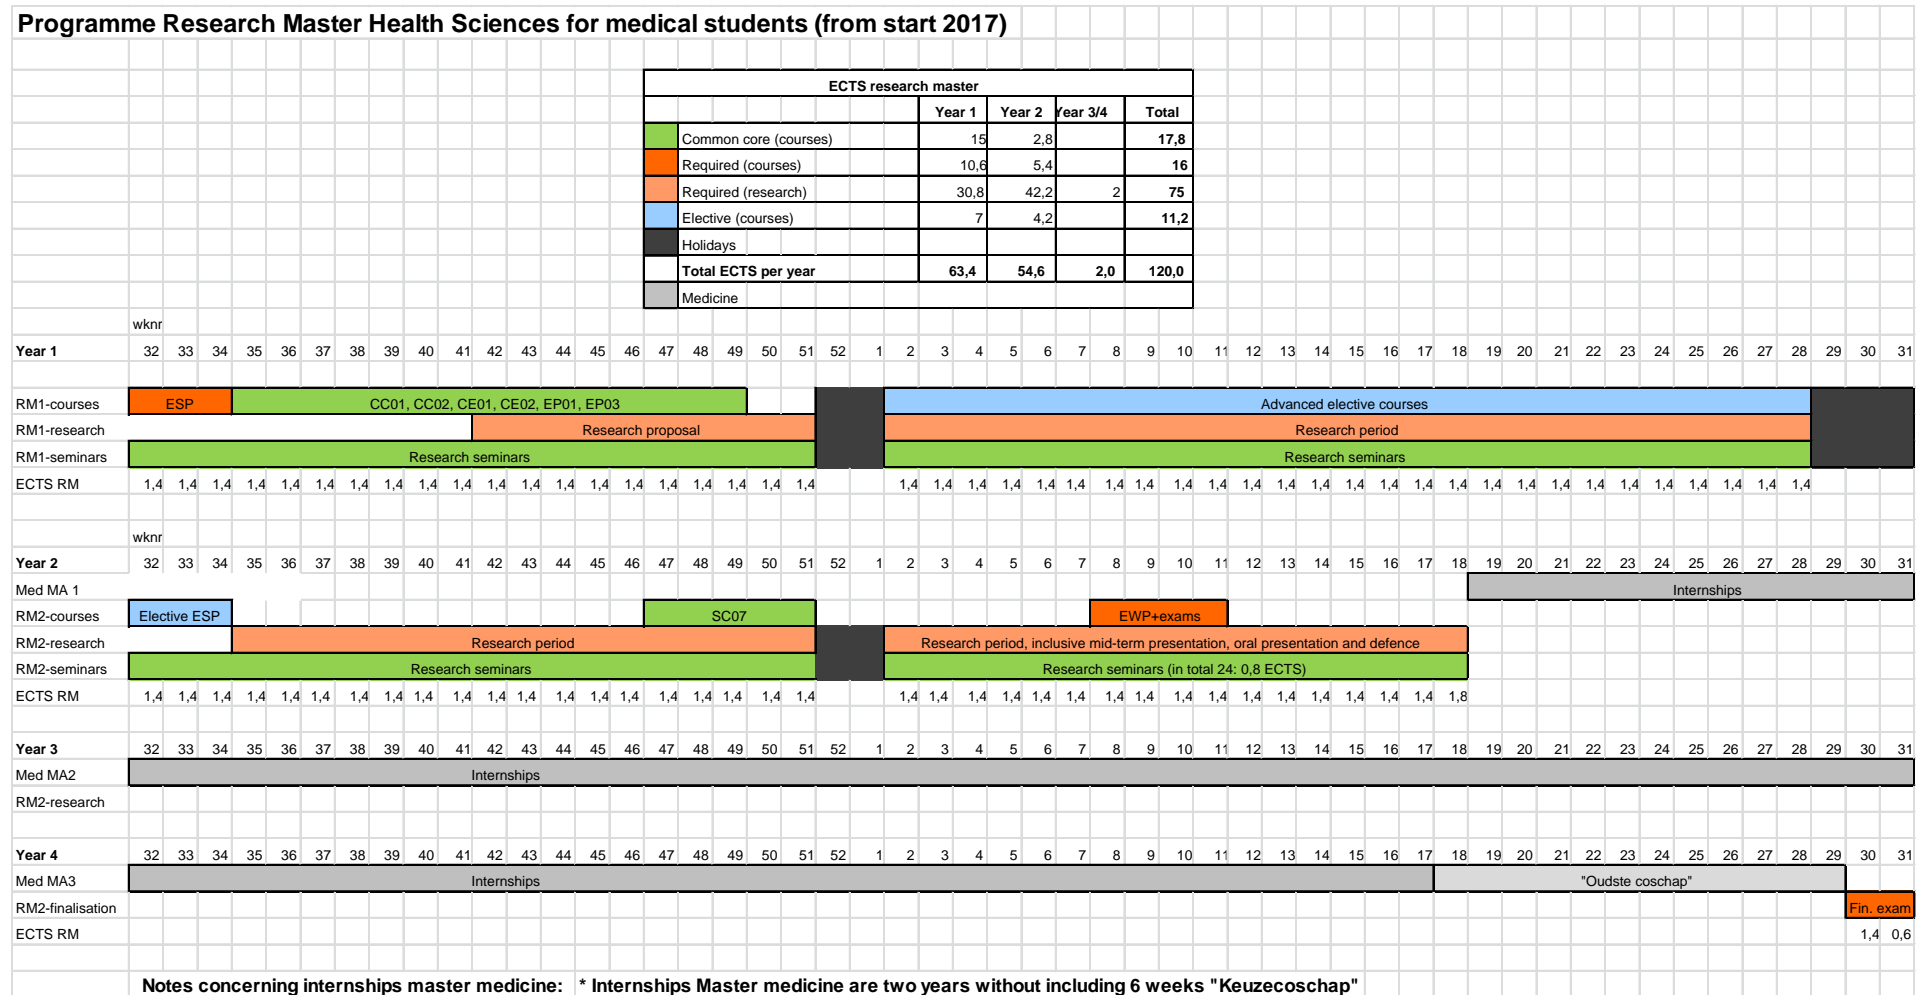 Programme Research Master Health Sciences for medical students (from start 2017)
ECTS research master
Year 1 Year 2 Year 3/4 Total
Common core (courses) 15 2,8 17,8
Required (courses) 10,6 5,4 16
Required (research) 30,8 42,2 2 75
Elective (courses) 7 4,2 11,2
Holidays
Total ECTS per year 63,4 54,6 2,0 120,0
Medicine
wknr
Year 1 32 33 34 35 36 37 38 39 40 41 42 43 44 45 46 47 48 49 50 51 52 1 2 3 4 5 6 7 8 9 10 11 12 13 14 15 16 17 18 19 20 21 22 23 24 25 26 27 28 29 30 31
RM1-courses ESP CC01, CC02, CE01, CE02, EP01, EP03 Advanced elective courses
RM1-research Research proposal Research period
RM1-seminars Research seminars Research seminars
ECTS RM 1,4 1,4 1,4 1,4 1,4 1,4 1,4 1,4 1,4 1,4 1,4 1,4 1,4 1,4 1,4 1,4 1,4 1,4 1,4 1,4 1,4 1,4 1,4 1,4 1,4 1,4 1,4 1,4 1,4 1,4 1,4 1,4 1,4 1,4 1,4 1,4 1,4 1,4 1,4 1,4 1,4 1,4 1,4 1,4 1,4 1,4 1,4
wknr
Year 2 32 33 34 35 36 37 38 39 40 41 42 43 44 45 46 47 48 49 50 51 52 1 2 3 4 5 6 7 8 9 10 11 12 13 14 15 16 17 18 19 20 21 22 23 24 25 26 27 28 29 30 31
Med MA 1 Internships
RM2-courses Elective ESP SC07 EWP+exams
RM2-research Research period Research period, inclusive mid-term presentation, oral presentation and defence
RM2-seminars Research seminars Research seminars (in total 24: 0,8 ECTS)
ECTS RM 1,4 1,4 1,4 1,4 1,4 1,4 1,4 1,4 1,4 1,4 1,4 1,4 1,4 1,4 1,4 1,4 1,4 1,4 1,4 1,4 1,4 1,4 1,4 1,4 1,4 1,4 1,4 1,4 1,4 1,4 1,4 1,4 1,4 1,4 1,4 1,4 1,8
Year 3 32 33 34 35 36 37 38 39 40 41 42 43 44 45 46 47 48 49 50 51 52 1 2 3 4 5 6 7 8 9 10 11 12 13 14 15 16 17 18 19 20 21 22 23 24 25 26 27 28 29 30 31
Med MA2 Internships
RM2-research
Year 4 32 33 34 35 36 37 38 39 40 41 42 43 44 45 46 47 48 49 50 51 52 1 2 3 4 5 6 7 8 9 10 11 12 13 14 15 16 17 18 19 20 21 22 23 24 25 26 27 28 29 30 31
Med MA3 Internships "Oudste coschap"
RM2-finalisation Fin. exam
ECTS RM 1,4 0,6
Notes concerning internships master medicine: * Internships Master medicine are two years without including 6 weeks "Keuzecoschap"